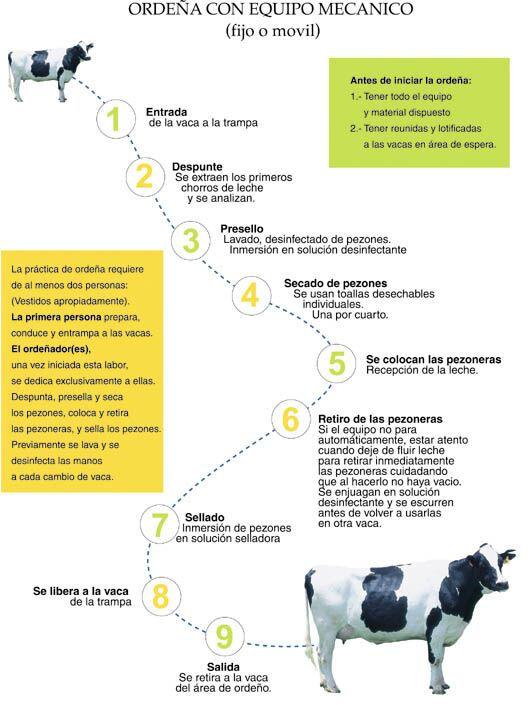 ORDEÑA CON EQUIPO MECANICO
(fijo o movil)
Antes de iniciar la ordeña:
1.- Tener todo el equipo
y material dispuesto
2.- Tener reunidas y lotificadas
a las vacas en área de espera.
1
Entrada
de la vaca a la trampa
2
Despunte
Se extraen los primeros
chorros de leche
y se analizan.
3
Presello
Lavado, desinfectado de pezones.
Inmersión en solución desinfectante
4
Secado de pezones
Se usan toallas desechables
individuales.
Una por cuarto.
La práctica de ordeña requiere
de al menos dos personas:
(Vestidos apropiadamente).
La primera persona prepara,
conduce y entrampa a las vacas.
El ordeñador(es),
una vez iniciada esta labor,
se dedica exclusivamente a ellas.
Despunta, presella y seca
los pezones, coloca y retira
las pezoneras, y sella los pezones.
Previamente se lava y se
desinfecta las manos
a cada cambio de vaca.
5
Se colocan las pezoneras
Recepción de la leche.
6
Retiro de las pezoneras
Si el equipo no para
automáticamente, estar atento
cuando deje de fluir leche
para retirar inmediatamente
las pezoneras cuidadando
que al hacerlo no haya vacio.
Se enjuagan en solución
desinfectante y se escurren
antes de volver a usarlas
en otra vaca.
7
Sellado
Inmersión de pezones
en solución selladora
8
Se libera a la vaca
de la trampa
9
Salida
Se retira a la vaca
del área de ordeño.